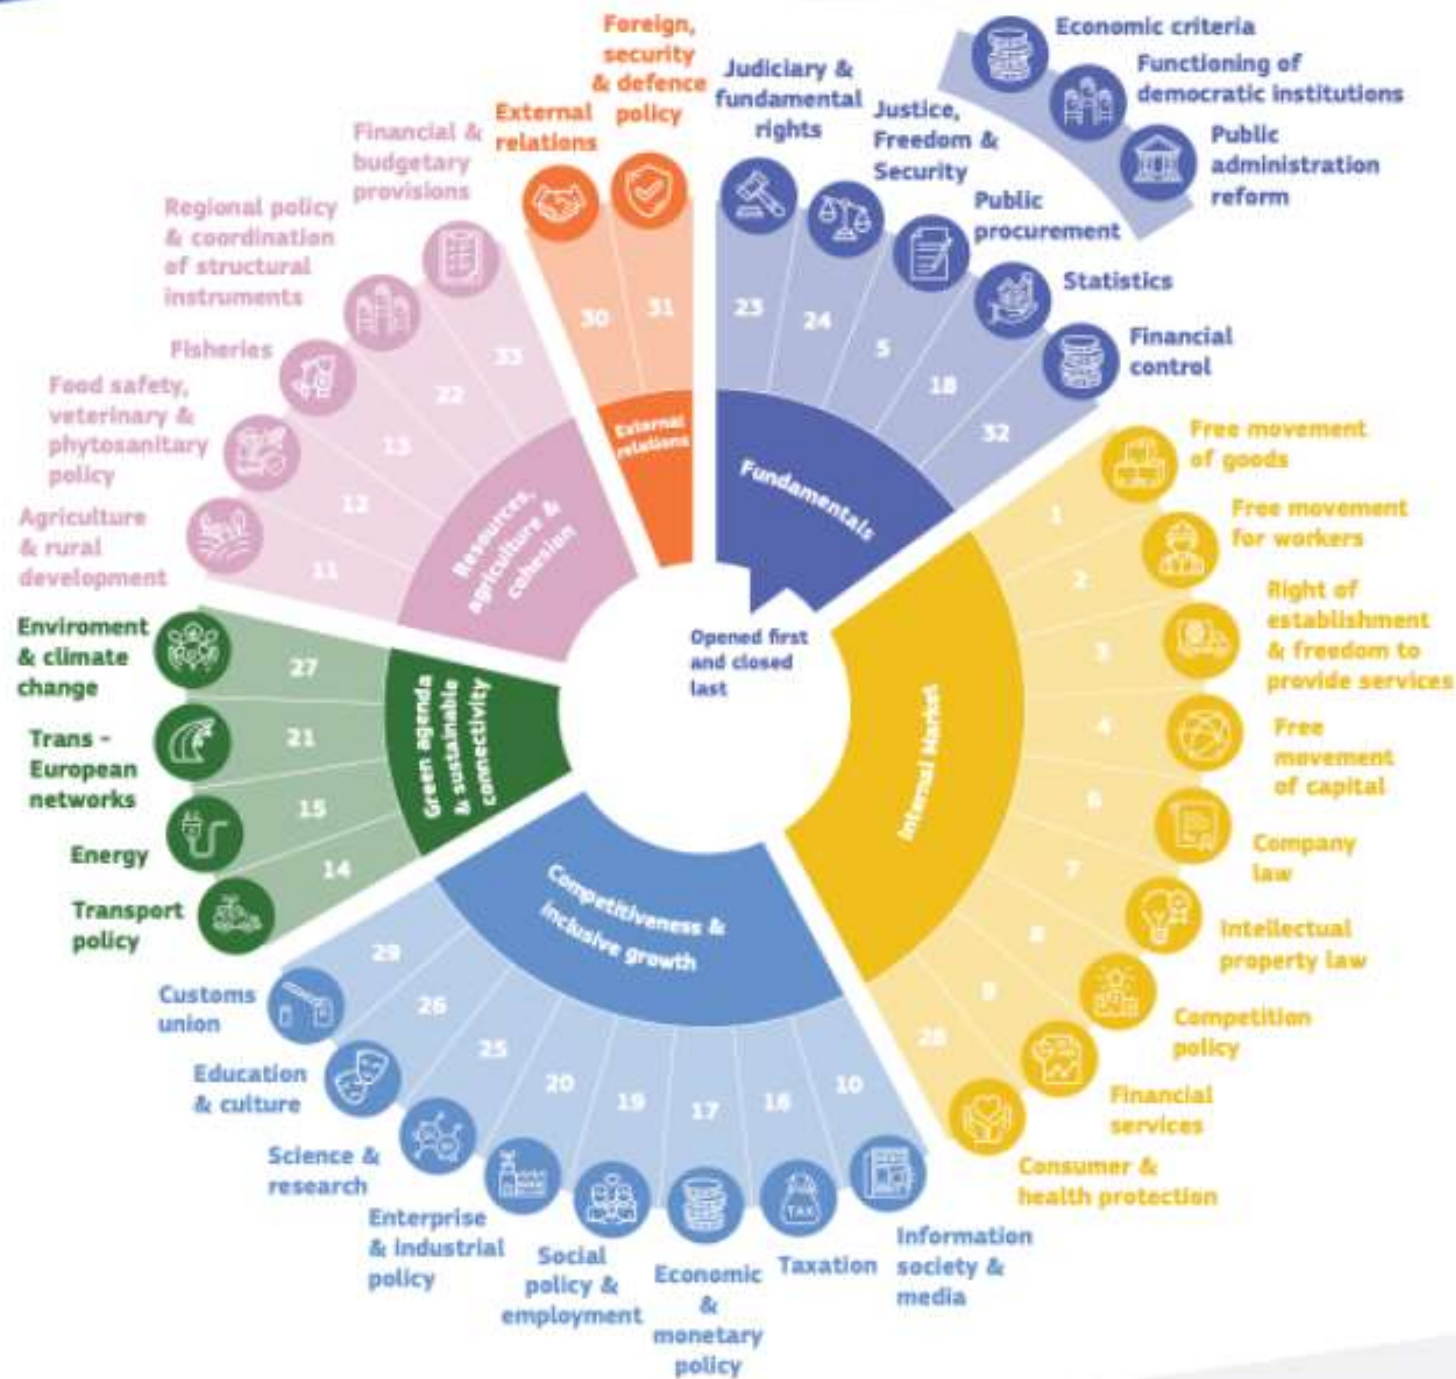 Economic criteria
Functioning of
democratic institutions
Public
administration
reform
Foreign,
security
& defence
policy
External
relations
Financial &
budgetary
provisions
Regional policy
& coordination
of structural
instruments
Fisheries
Food safety,
veterinary &
phytosanitary
policy
Agriculture
& rural
development
Judiciary &
fundamental
rights
Justice,
Freedom &
Security
Public
procurement
Statistics
Financial
control
23
24
5
18
32
Fundamentals
30
31
External
relations
33
22
13
12
11
Resources,
agriculture &
cohesion
Opened first
and closed
last
Free movement
of goods
Free movement
for workers
Right of
establishment
& freedom to
provide services
Free
movement
of capital
Company
law
Intellectual
property law
Competition
policy
Financial
services
Consumer &
health protection
1
2
3
4
6
7
8
9
28
Internal Market
Enviroment
& climate
change
Trans -
European
networks
Energy
Transport
policy
27
21
15
14
Green agenda
& sustainable
connectivity
Competitiveness &
inclusive growth
29
26
25
20
19
17
16
10
Customs
union
Education
& culture
Science &
research
Enterprise
& industrial
policy
Social
policy &
employment
Economic
&
monetary
policy
Taxation
TAX
Information
society &
media